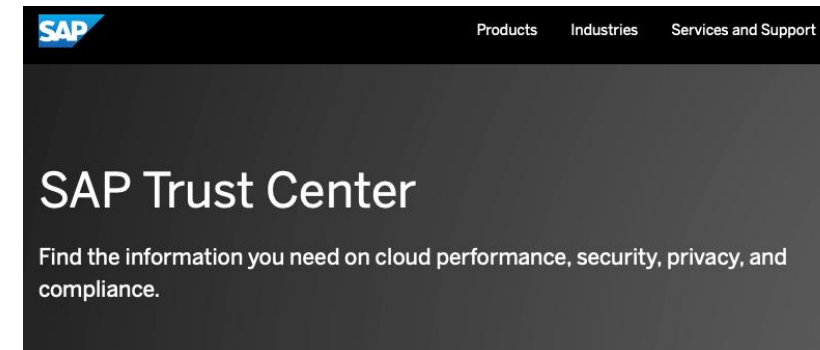 SAP Products Industries Services and Support
SAP Trust Center
Find the information you need on cloud performance, security, privacy, and
compliance.